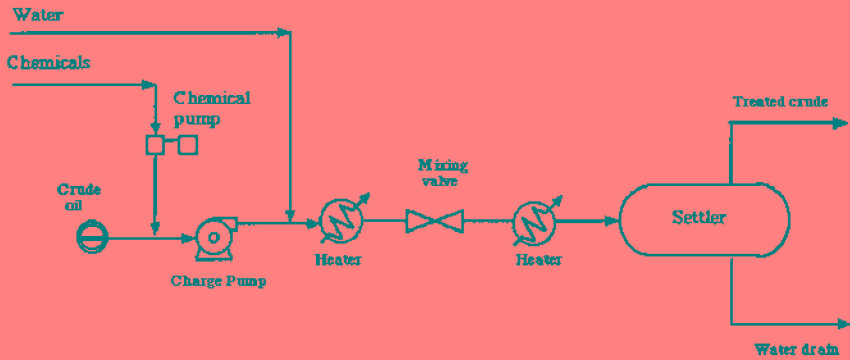 Water
Chemicals
Chemical
pump
Treated crude
Mixing
valve
Crude
oil
Settler
Heater
Heater
Charge Pump
Water drain